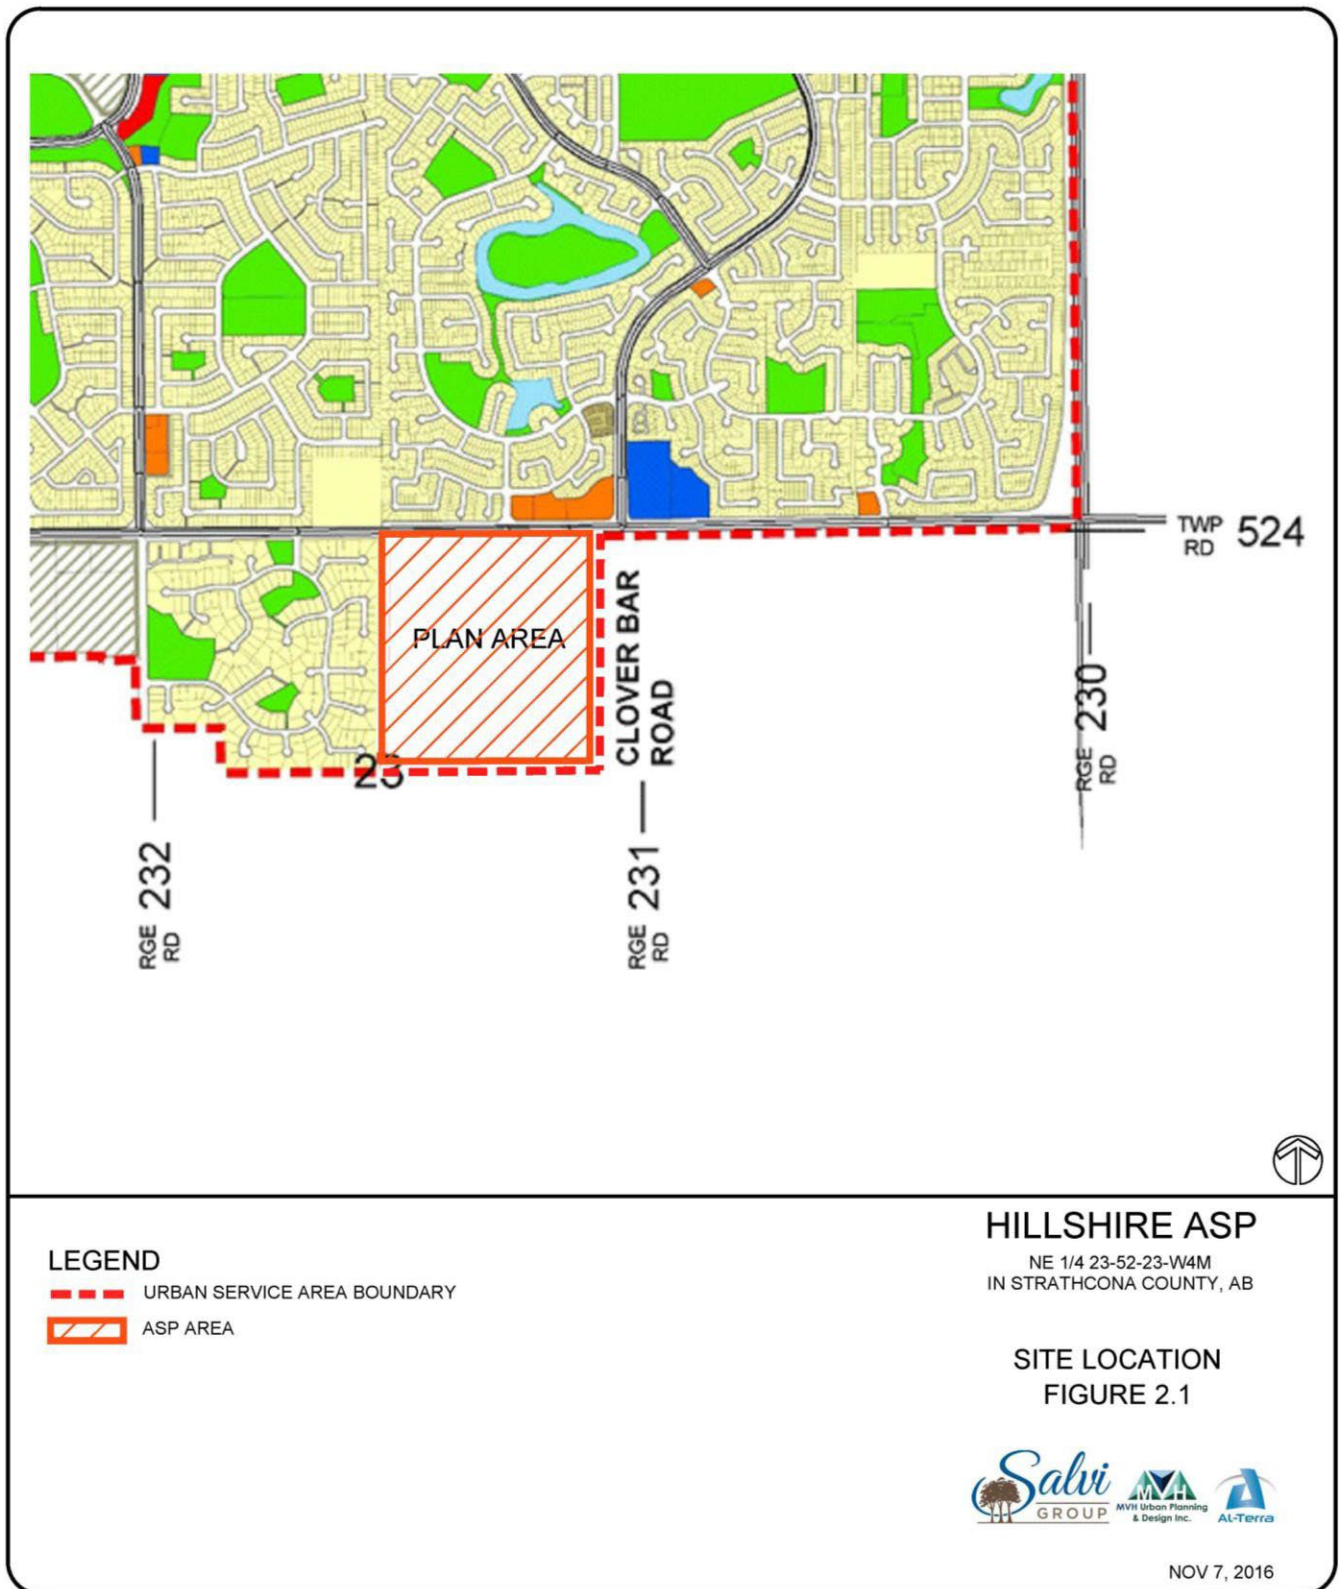 TWP
RD 524
PLAN AREA
CLOVER BAR
ROAD
23
RGE 232
RD
RGE 231
RD
RGE 230
RD
LEGEND
URBAN SERVICE AREA BOUNDARY
ASP AREA
HILLSHIRE ASP
NE 1/4 23-52-23-W4M
IN STRATHCONA COUNTY, AB
SITE LOCATION
FIGURE 2.1
Salvi
GROUP
MVH
MVH Urban Planning
& Design Inc.
AL-Terra
NOV 7, 2016